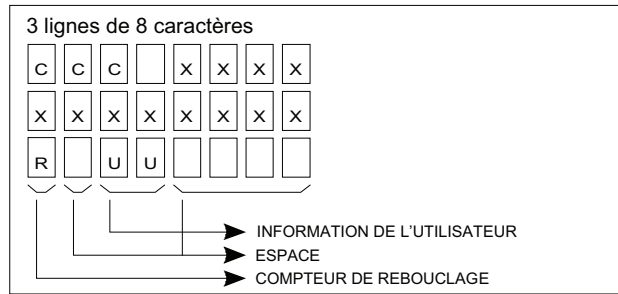 3 lignes de 8 caractères
C C C X X X X
X X X X X X X X
R U U
INFORMATION DE L'UTILISATEUR
ESPACE
COMPTEUR DE REBOUCLAGE